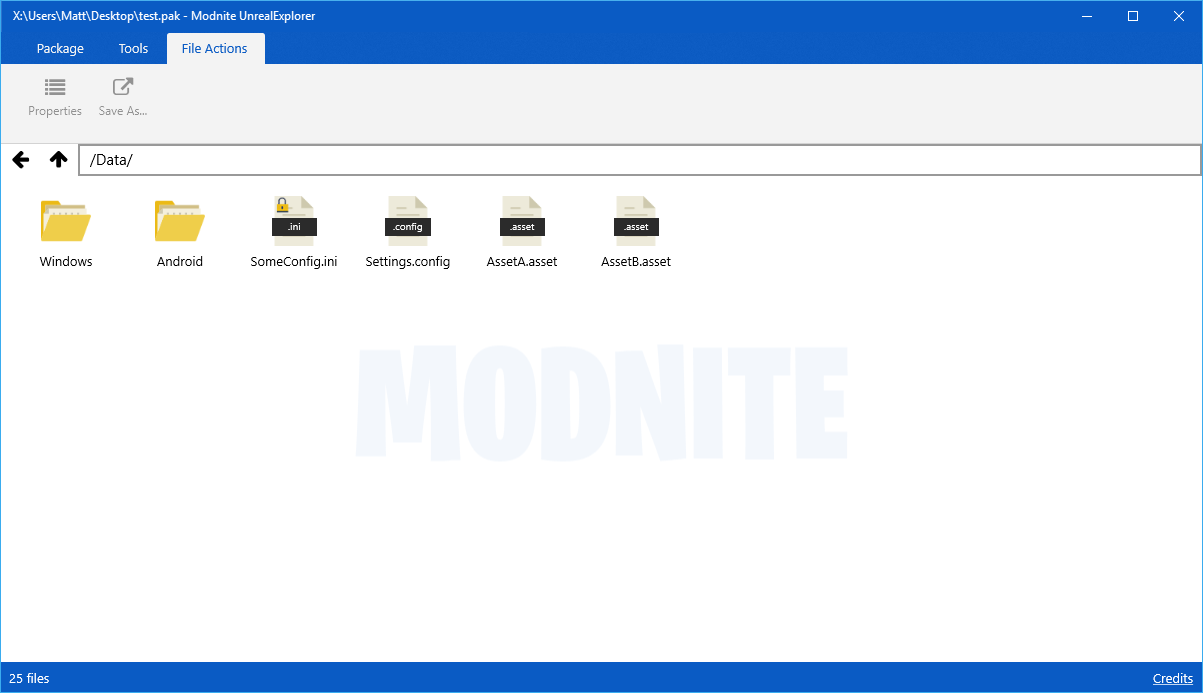 X:\Users\Matt\Desktop\test.pak - Modnite UnrealExplorer
Package Tools File Actions
Properties Save As...
/Data/
.ini .config .asset .asset
Windows Android SomeConfig.ini Settings.config AssetA.asset AssetB.asset
MODNITE
25 files Credits